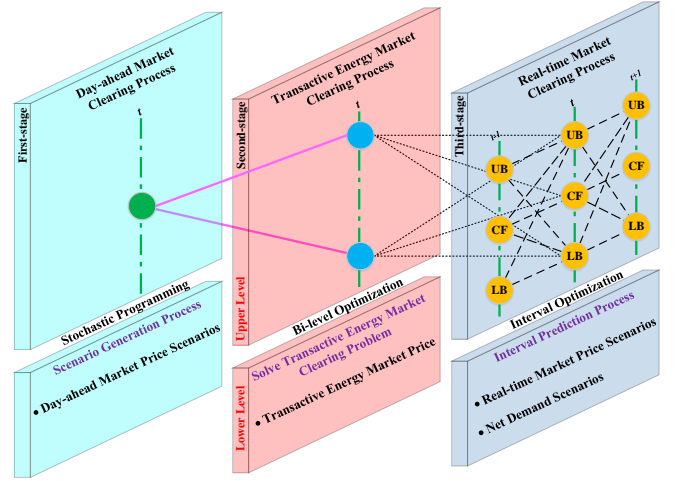 First-stage
Day-ahead Market
Clearing Process
t
Stochastic Programming
Scenario Generation Process
• Day-ahead Market Price Scenarios
Second-stage
Transactive Energy Market
Clearing Process
t
Upper Level
Bi-level Optimization
Lower Level
Solve Transactive Energy Market
Clearing Problem
• Transactive Energy Market Price
Third-stage
Real-time Market
Clearing Process
t-1
UB
CF
LB
t
UB
CF
LB
t+1
UB
CF
LB
Interval Optimization
Interval Prediction Process
• Real-time Market Price Scenarios
• Net Demand Scenarios